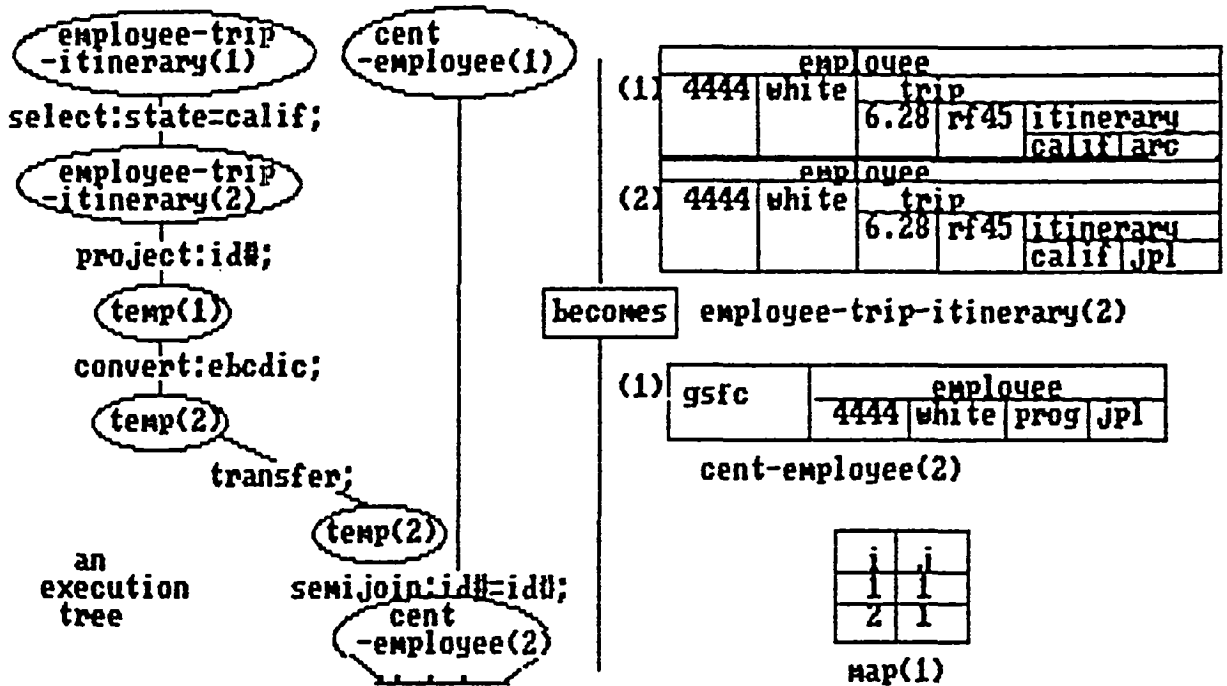 employee-trip
-itinerary(1)
select:state=calif;
employee-trip
-itinerary(2)
project:id#;
temp(1)
convert:ebcdic;
temp(2)
transfer;
temp(2)
cent
-employee(1)
semijoin:id#=id#;
cent
-employee(2)
an
execution
tree
becomes
employee
(1) 4444 white trip
6.28 rf45 itinerary
calif arc
employee
(2) 4444 white trip
6.28 rf45 itinerary
calif jpl
employee-trip-itinerary(2)
(1) gsfc employee
4444 white prog jpl
cent-employee(2)
i j
1 1
2 1
map(1)